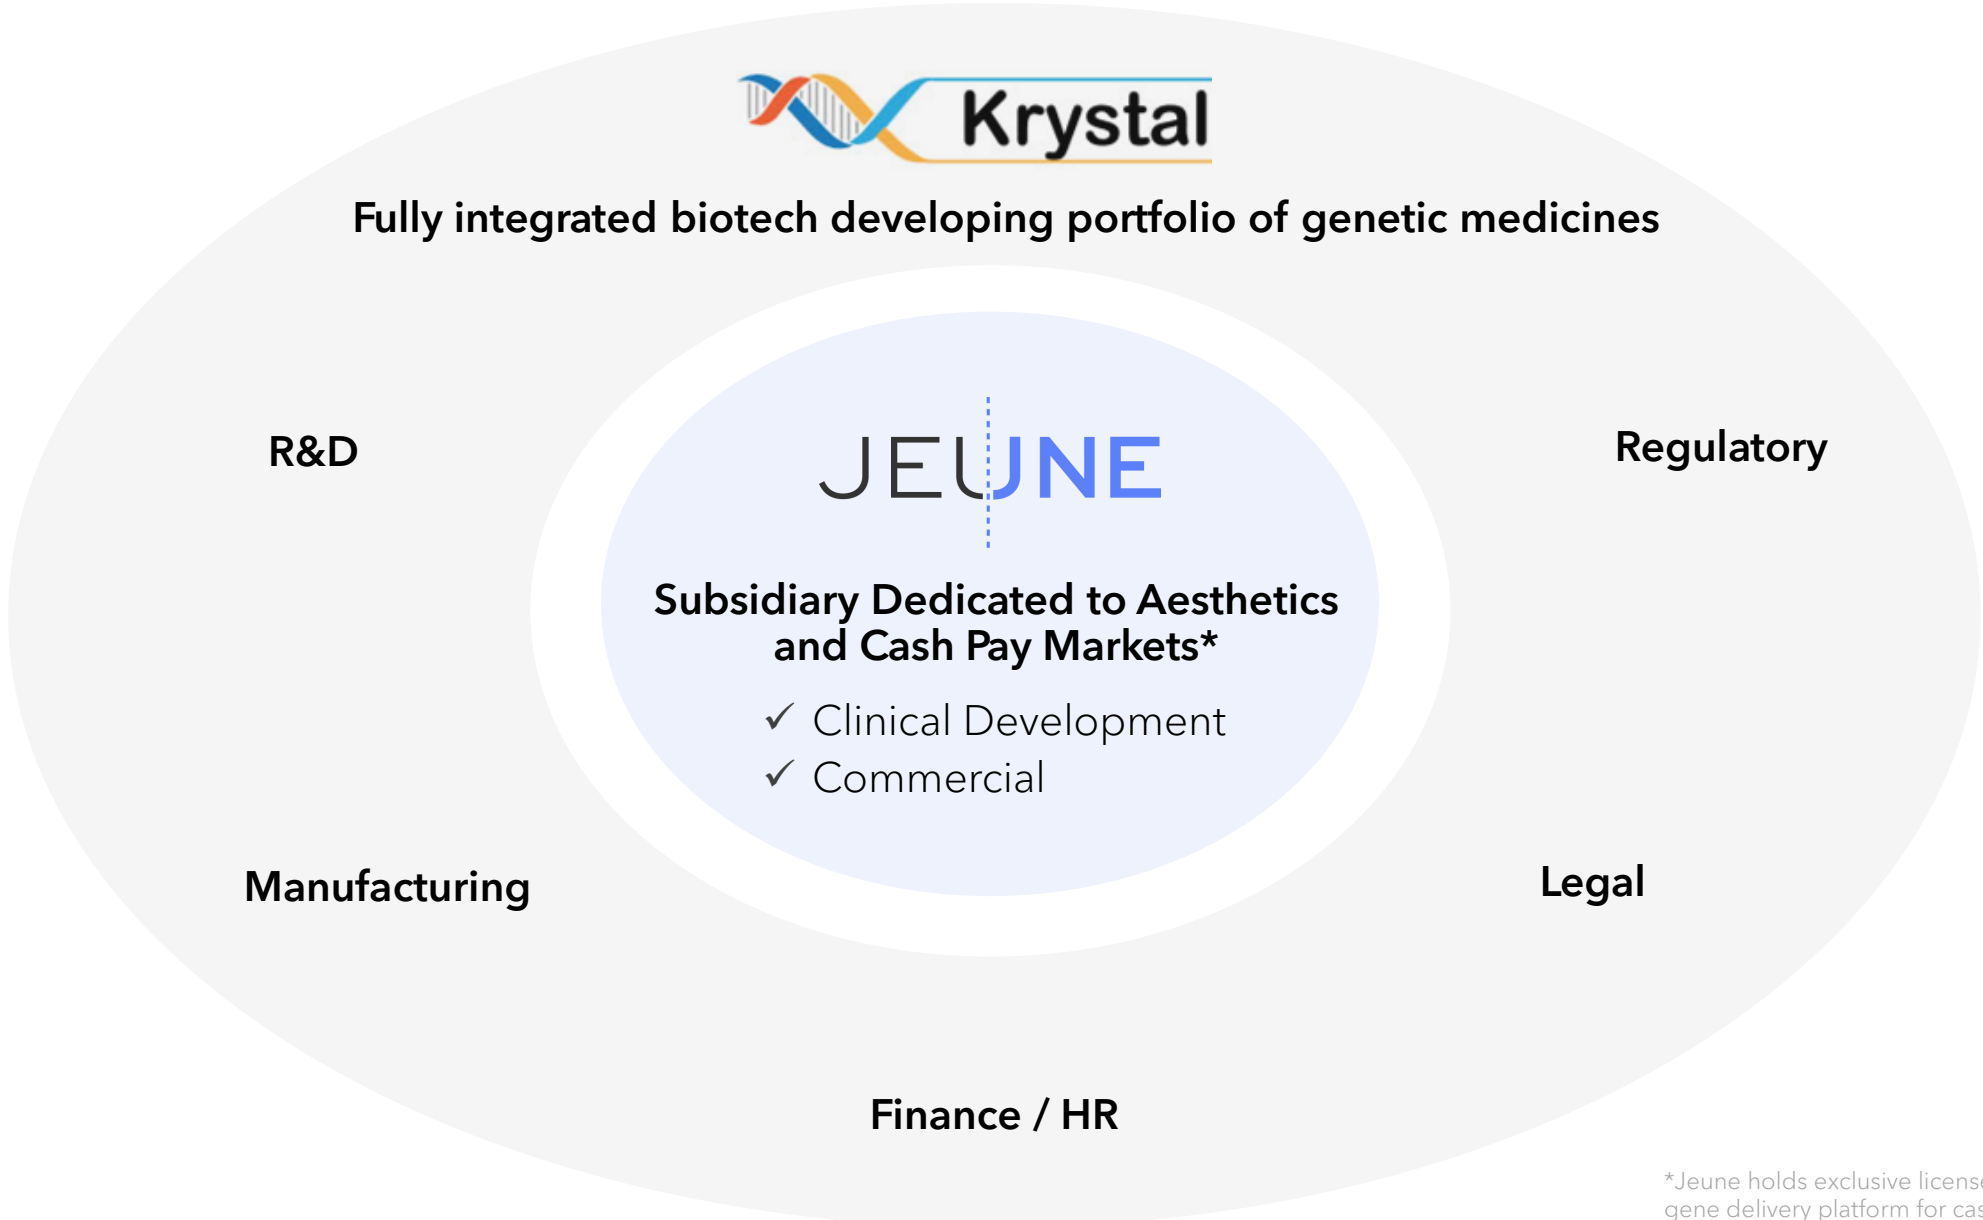 Krystal
Fully integrated biotech developing portfolio of genetic medicines
R&D
Regulatory
JEUNE
Subsidiary Dedicated to Aesthetics
and Cash Pay Markets*
✓ Clinical Development
✓ Commercial
Manufacturing
Legal
Finance / HR
*Jeune holds exclusive
gene delivery platform for